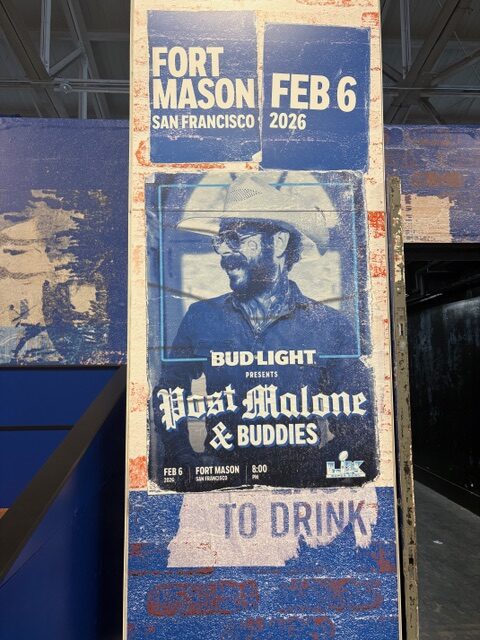 FORT
MASON
SAN FRANCISCO
FEB 6
2026
BUD LIGHT
PRESENTS
Post Malone
& BUDDIES
FEB 6
2026
FORT MASON
SAN FRANCISCO
8:00
PM
LX
TO DRINK